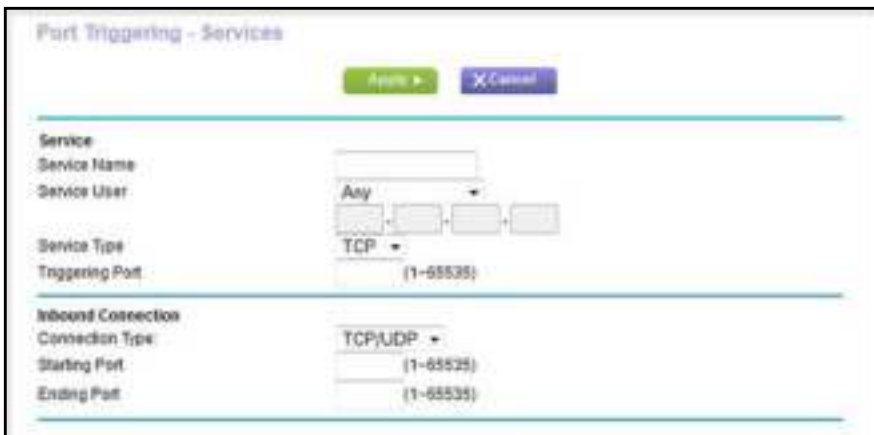 Port Triggering - Services
Apply ▶ X Cancel
Service
Service Name
Service User Any
Service Type TCP
Triggering Port (1~65535)
Inbound Connection
Connection Type: TCP/UDP
Starting Port (1~65535)
Ending Port (1~65535)